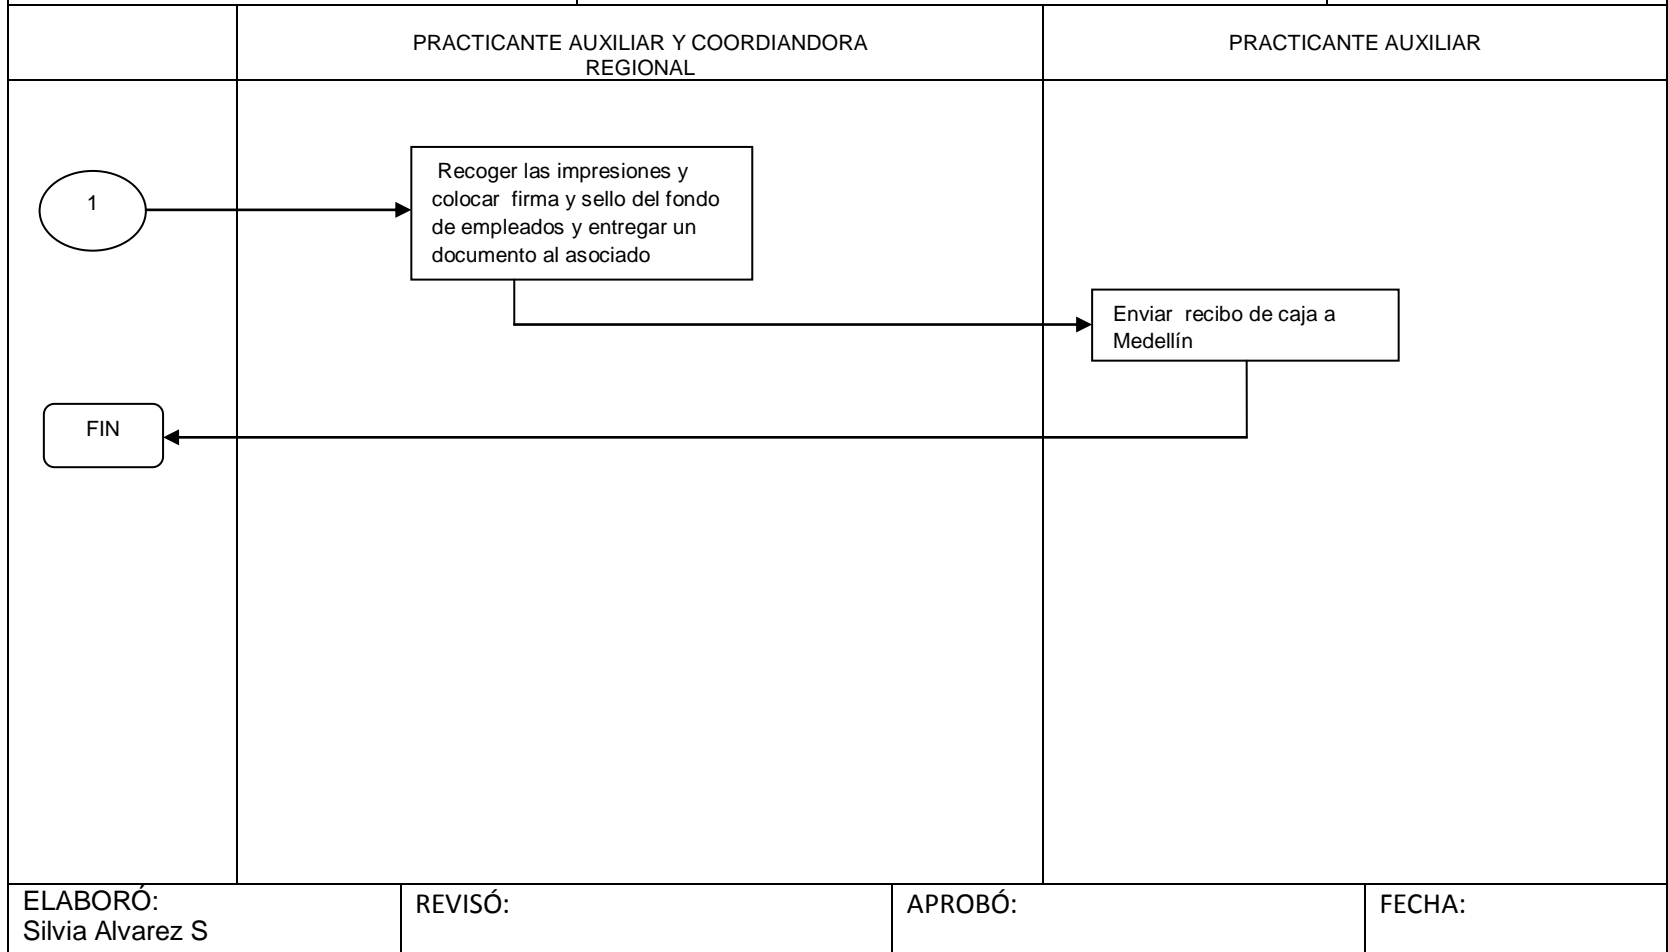 PRACTICANTE AUXILIAR Y COORDIANDORA
REGIONAL
PRACTICANTE AUXILIAR
1
Recoger las impresiones y
colocar firma y sello del fondo
de empleados y entregar un
documento al asociado
Enviar recibo de caja a
Medellín
FIN
ELABORÓ:
Silvia Alvarez S
REVISÓ:
APROBÓ:
FECHA: